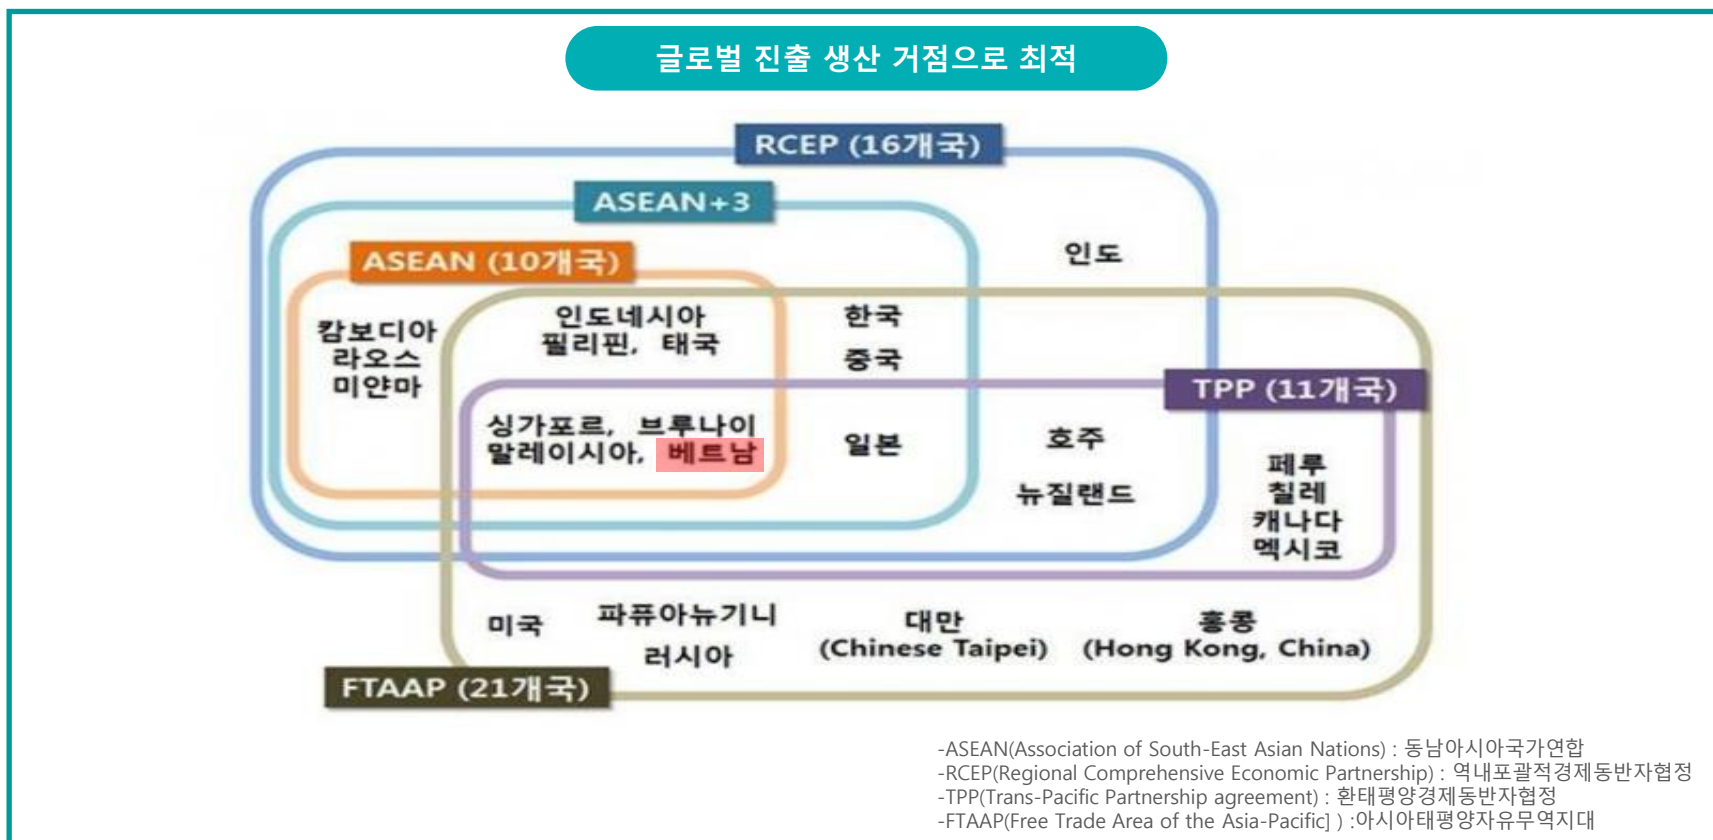 글로벌 진출 생산 거점으로 최적
RCEP (16개국)
ASEAN+3
ASEAN (10개국)
인도
캄보디아
라오스
미얀마
인도네시아
필리핀, 태국
한국
중국
TPP (11개국)
싱가포르, 브루나이
말레이시아, 베트남
일본
호주
뉴질랜드
페루
칠레
캐나다
멕시코
미국
파퓨아뉴기니
러시아
대만
(Chinese Taipei)
홍콩
(Hong Kong, China)
FTAAP (21개국)
-ASEAN(Association of South-East Asian Nations) : 동남아시아국가연합
-RCEP(Regional Comprehensive Economic Partnership) : 역내포괄적경제동반자협정
-TPP(Trans-Pacific Partnership agreement) : 환태평양경제동반자협정
-FTAAP(Free Trade Area of the Asia-Pacific] ) :아시아태평양자유무역지대